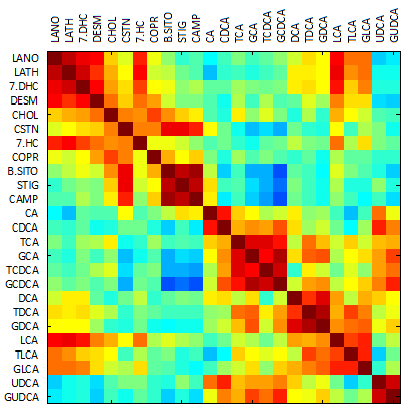 LANO LATH 7.DHC DESM CHOL CSTN 7.HC COPR B.SITO STIG CAMP CA CDCA TCA GCA TCDCA GCDCA DCA TDCA GDCA LCA TLCA GLCA UDCA GUDCA
LANO
LATH
7.DHC
DESM
CHOL
CSTN
7.HC
COPR
B.SITO
STIG
CAMP
CA
CDCA
TCA
GCA
TCDCA
GCDCA
DCA
TDCA
GDCA
LCA
TLCA
GLCA
UDCA
GUDCA